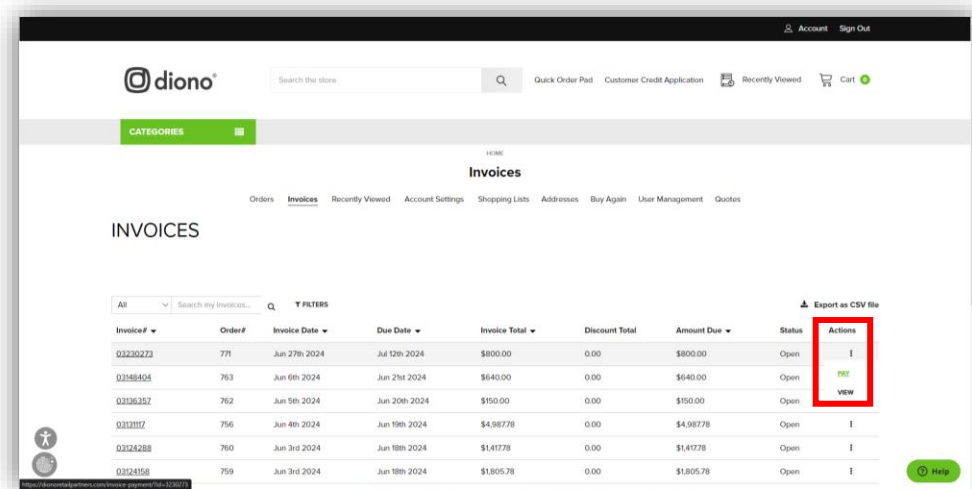 Account Sign Out
diono®
Search the store
Quick Order Pad Customer Credit Application Recently Viewed Cart 0
CATEGORIES
HOME
Invoices
Orders Invoices Recently Viewed Account Settings Shopping Lists Addresses Buy Again User Management Quotes
INVOICES
All Search my invoices... FILTERS Export as CSV file
Invoice# Order# Invoice Date Due Date Invoice Total Discount Total Amount Due Status Actions
03230273 771 Jun 27th 2024 Jul 12th 2024 $800.00 0.00 $800.00 Open
03148404 763 Jun 6th 2024 Jun 21st 2024 $640.00 0.00 $640.00 Open PAY
03136357 762 Jun 5th 2024 Jun 20th 2024 $150.00 0.00 $150.00 Open VIEW
03131117 756 Jun 4th 2024 Jun 19th 2024 $4,987.78 0.00 $4,987.78 Open
03124288 760 Jun 3rd 2024 Jun 18th 2024 $1,417.78 0.00 $1,417.78 Open
03124158 759 Jun 3rd 2024 Jun 18th 2024 $1,805.78 0.00 $1,805.78 Open
Help
https://dionoretailpartners.com/invoice-payment/?id=3230273